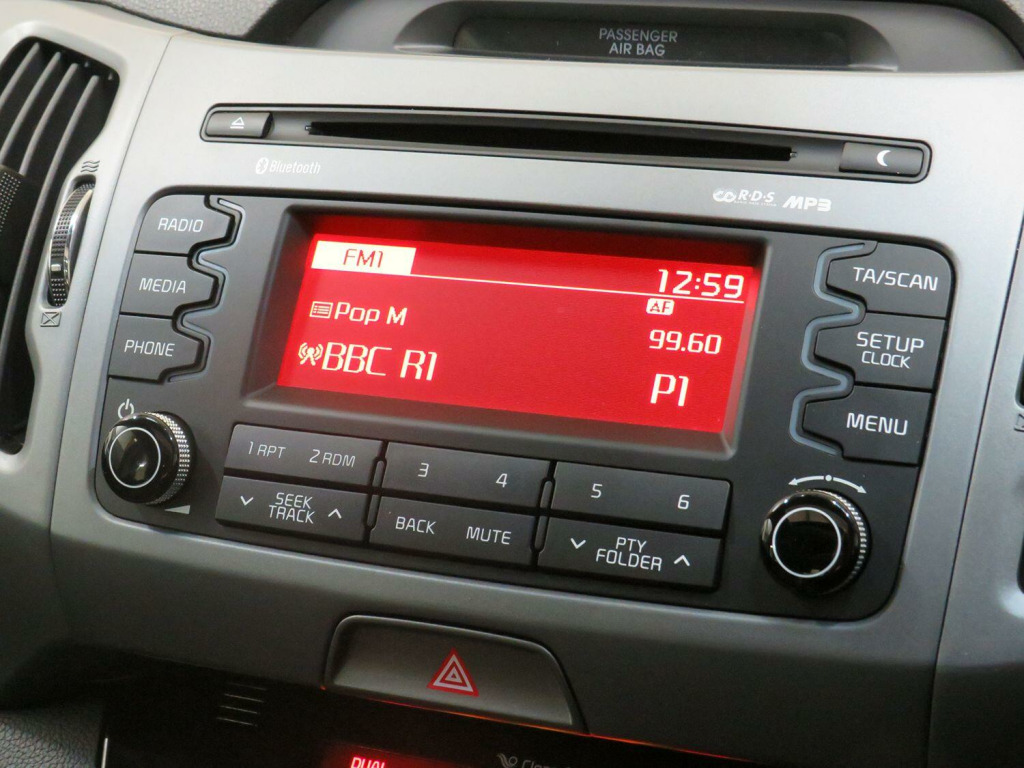 PASSENGER
AIR BAG
Bluetooth
R·D·S MP3
RADIO
MEDIA
PHONE
FM1
12:59
AF
Pop M
99.60
BBC R1
P1
TA/SCAN
SETUP
CLOCK
MENU
1 RPT 2 RDM
3 4
5 6
SEEK
TRACK
BACK MUTE
PTY
FOLDER
DUAL